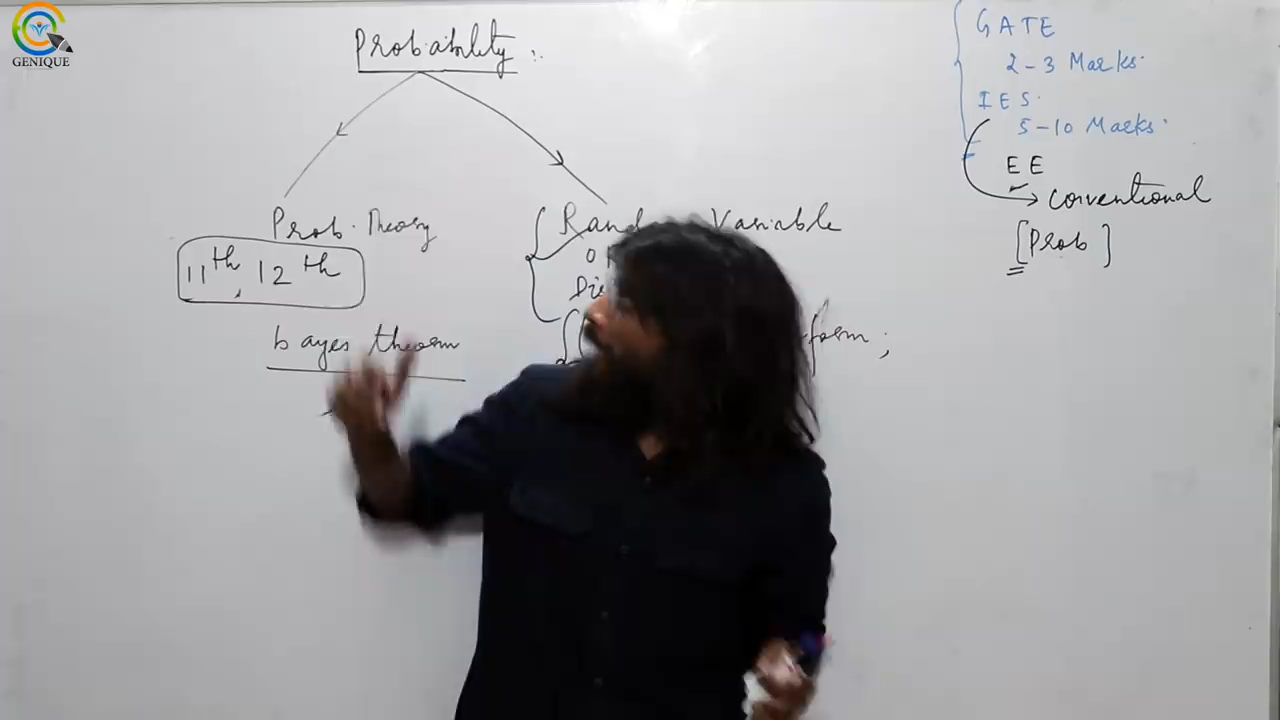 GENIQUE
Probability :.
Prob. Theory
11th, 12th
bayes theorm
Variable
GATE
2-3 Marks.
IES.
5-10 Marks.
EE
conventional
[Prob]